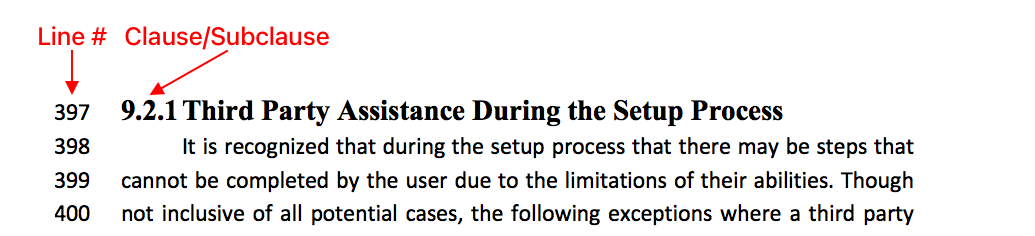 Line # Clause/Subclause
397 9.2.1 Third Party Assistance During the Setup Process
398 It is recognized that during the setup process that there may be steps that
399 cannot be completed by the user due to the limitations of their abilities. Though
400 not inclusive of all potential cases, the following exceptions where a third party